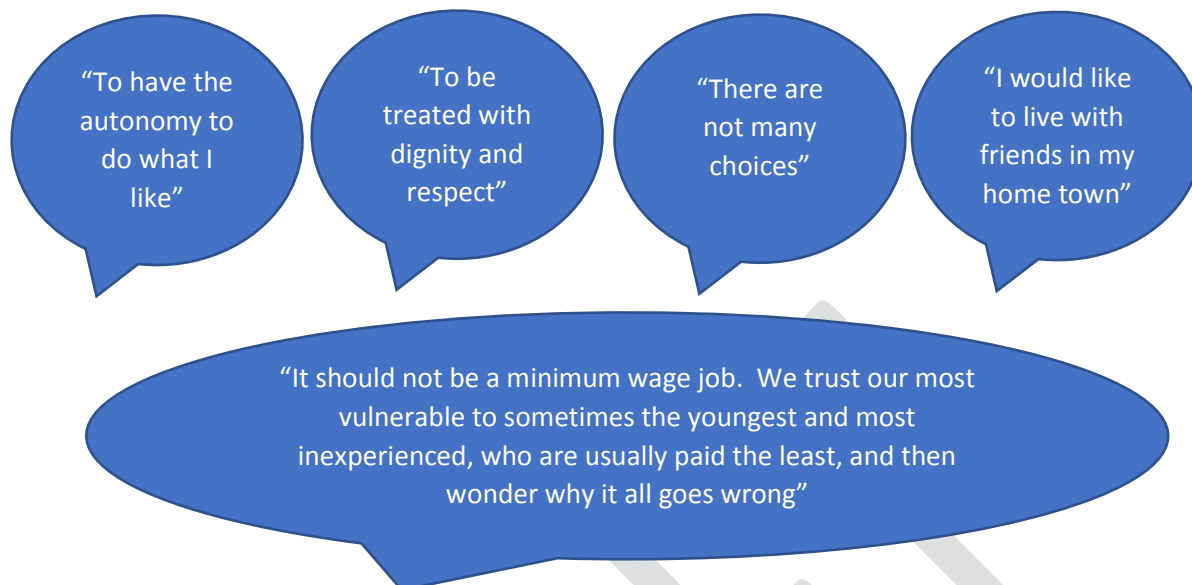 “To have the
autonomy to
do what I
like”
“To be
treated with
dignity and
respect”
“There are
not many
choices”
“I would like
to live with
friends in my
home town”
“It should not be a minimum wage job.  We trust our most
vulnerable to sometimes the youngest and most
inexperienced, who are usually paid the least, and then
wonder why it all goes wrong”